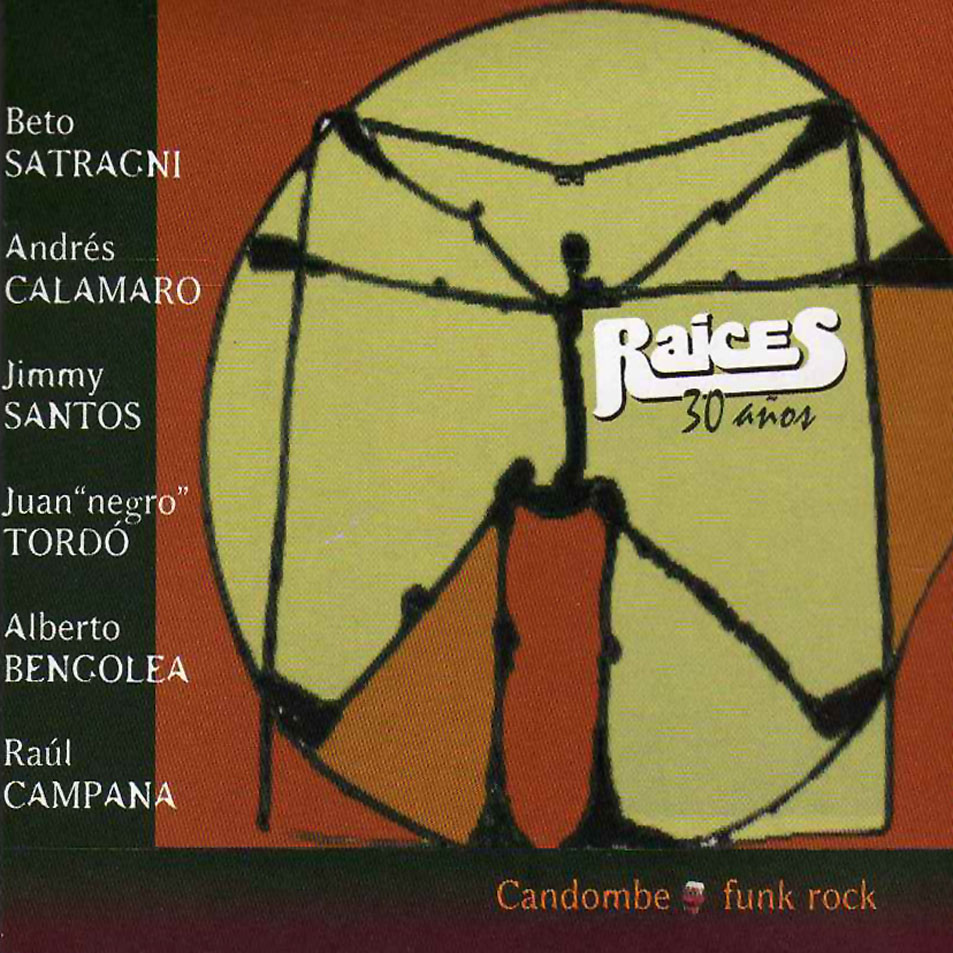 Beto
SATRAGNI
Andrés
CALAMARO
Jimmy
SANTOS
Juan “negro”
TORDÓ
Alberto
BENGOLEA
Raúl
CAMPANA
RaicES
30 años
Candombe funk rock